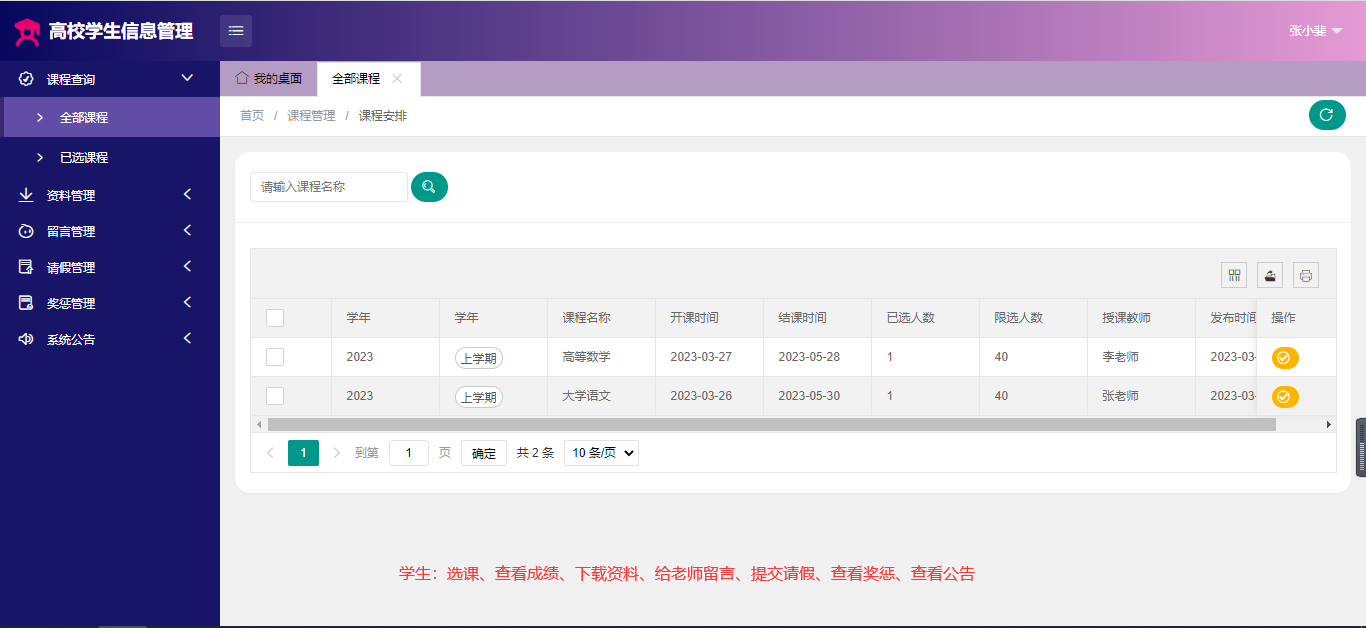 高校学生信息管理
张小斐
课程查询
我的桌面
全部课程
全部课程
首页 / 课程管理 / 课程安排
已选课程
资料管理
请输入课程名称
留言管理
请假管理
奖惩管理
系统公告
学年 学年 课程名称 开课时间 结课时间 已选人数 限选人数 授课教师 发布时间 操作
2023 上学期 高等数学 2023-03-27 2023-05-28 1 40 李老师 2023-03-
2023 上学期 大学语文 2023-03-26 2023-05-30 1 40 张老师 2023-03-
1 到第 1 页 确定 共 2 条 10 条/页
学生：选课、查看成绩、下载资料、给老师留言、提交请假、查看奖惩、查看公告